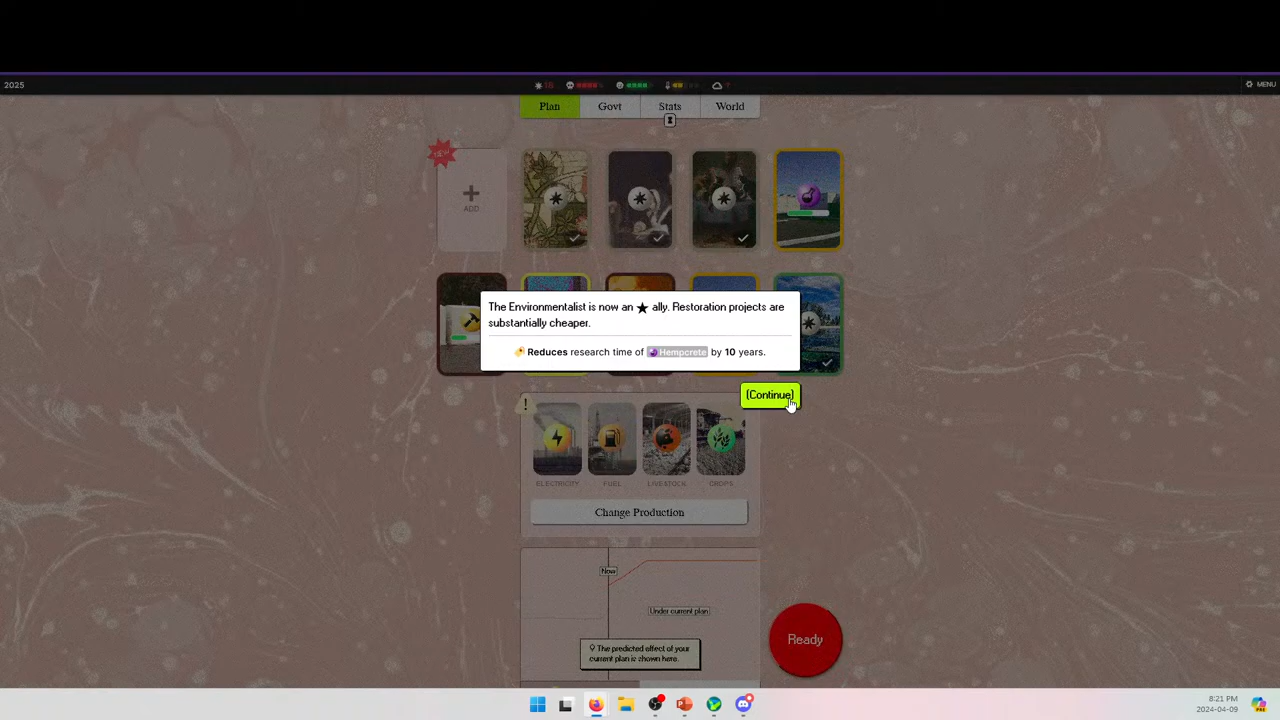 2025
MENU
Plan
Govt
Stats
World
ADD
The Environmentalist is now an ★ ally. Restoration projects are
substantially cheaper.
Reduces research time of Hempcrete by 10 years.
(Continue)
!
ELECTRICITY
FUEL
LIVESTOCK
CROPS
Change Production
Now
Under current plan
The predicted effect of your
current plan is shown here.
Ready
8:21 PM
2024-04-09